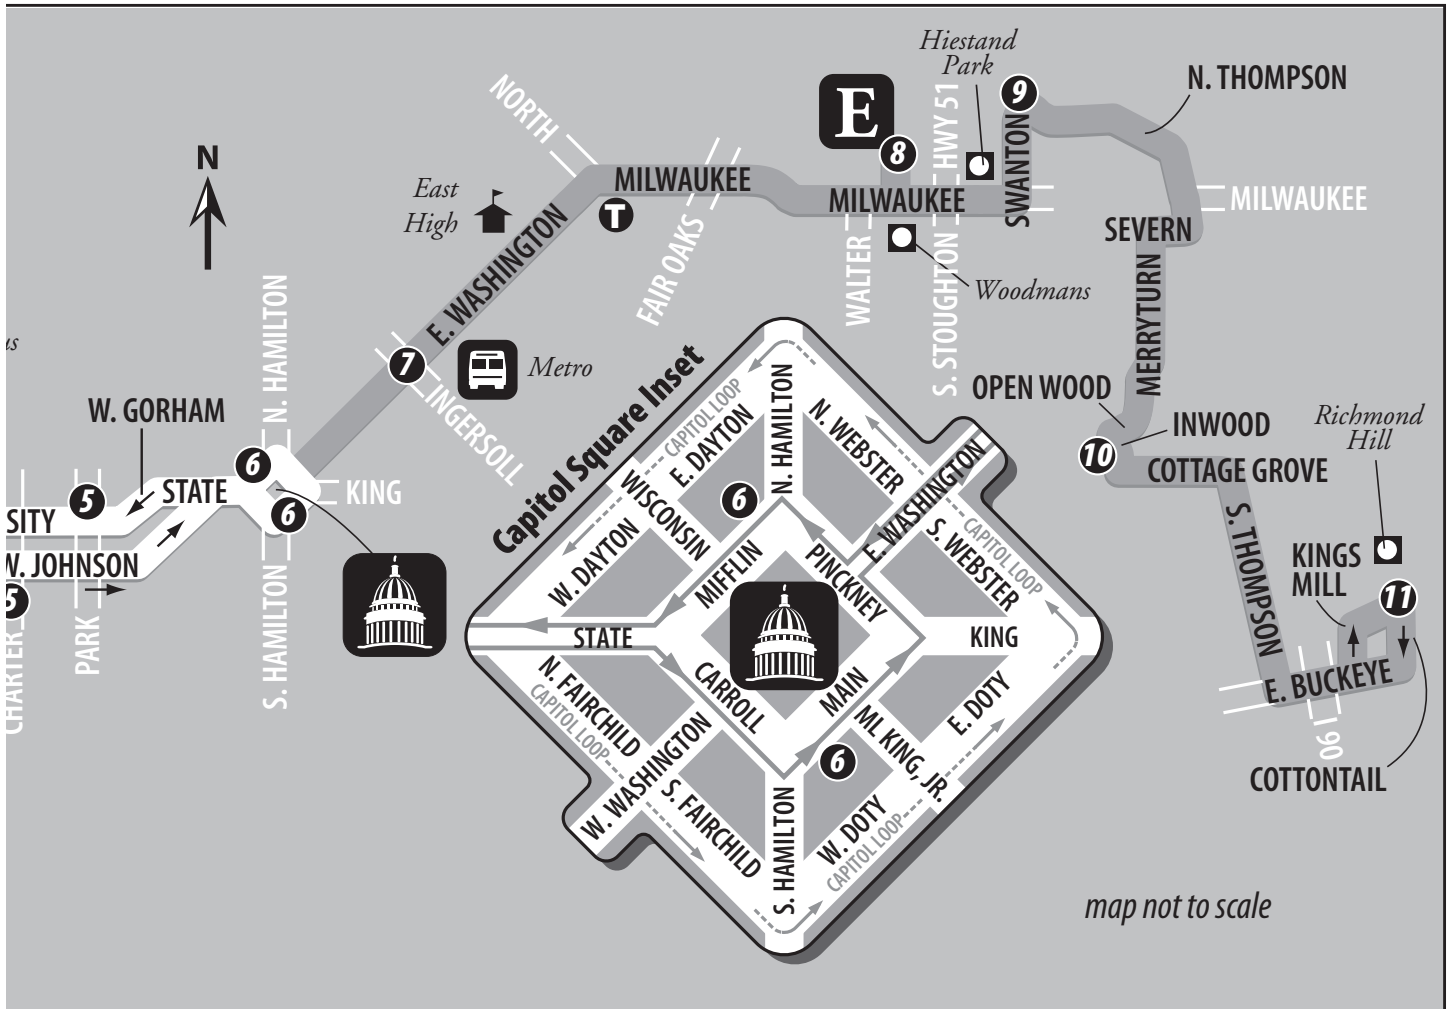 Hiestand
Park
HWY 51
9
N. THOMPSON
NORTH
E
8
N
East
High
MILWAUKEE
MILWAUKEE
SWANTON
MILWAUKEE
T
SEVERN
E. WASHINGTON
FAIR OAKS
WALTER
S. STOUGHTON
Woodmans
MERRYTURN
N. HAMILTON
7
Metro
INGERSOLL
OPEN WOOD
INWOOD
10
COTTAGE GROVE
Richmond
Hill
W. GORHAM
6
STATE
KING
5
6
SITY
W. JOHNSON
5
CHARTER
PARK
S. HAMILTON
S. THOMPSON
KINGS
MILL
11
E. BUCKEYE
I 90
COTTONTAIL
Capitol Square Inset
CAPITOL LOOP
E. DAYTON
N. HAMILTON
N. WEBSTER
E. WASHINGTON
WISCONSIN
6
W. DAYTON
MIFFLIN
PINCKNEY
S. WEBSTER
CAPITOL LOOP
STATE
KING
N. FAIRCHILD
CAPITOL LOOP
CARROLL
MAIN
E. DOTY
W. WASHINGTON
6
ML KING, JR.
S. FAIRCHILD
S. HAMILTON
W. DOTY
CAPITOL LOOP
map not to scale